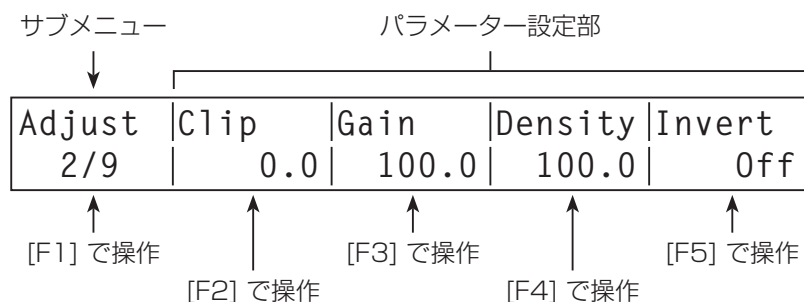 サブメニュー パラメーター設定部
Adjust |Clip |Gain |Density|Invert
2/9 | 0.0| 100.0| 100.0| Off
[F1] で操作 [F3] で操作 [F5] で操作
[F2] で操作 [F4] で操作